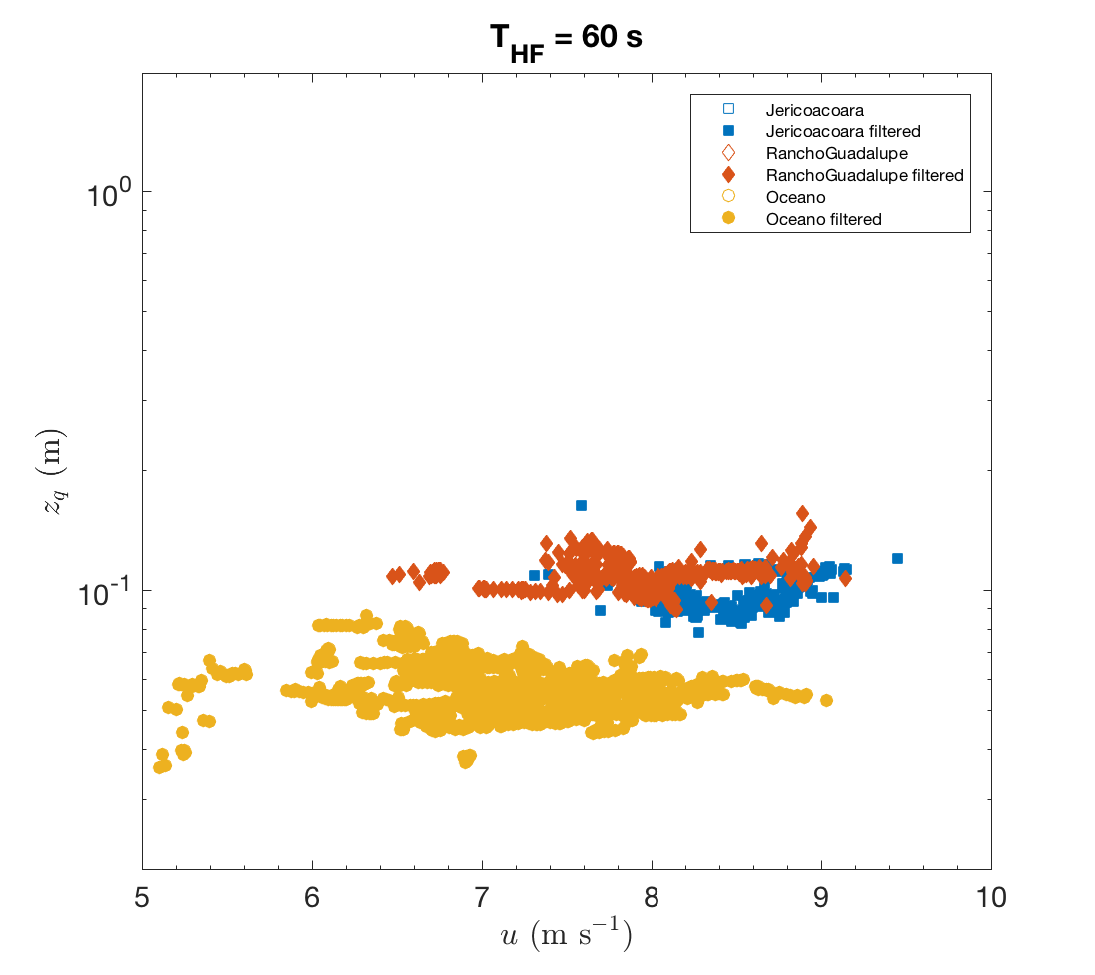 T_HF = 60 s
Jericoacoara
Jericoacoara filtered
RanchoGuadalupe
RanchoGuadalupe filtered
Oceano
Oceano filtered
10^0
10^-1
z_q (m)
5 6 7 8 9 10
u (m s^−1)